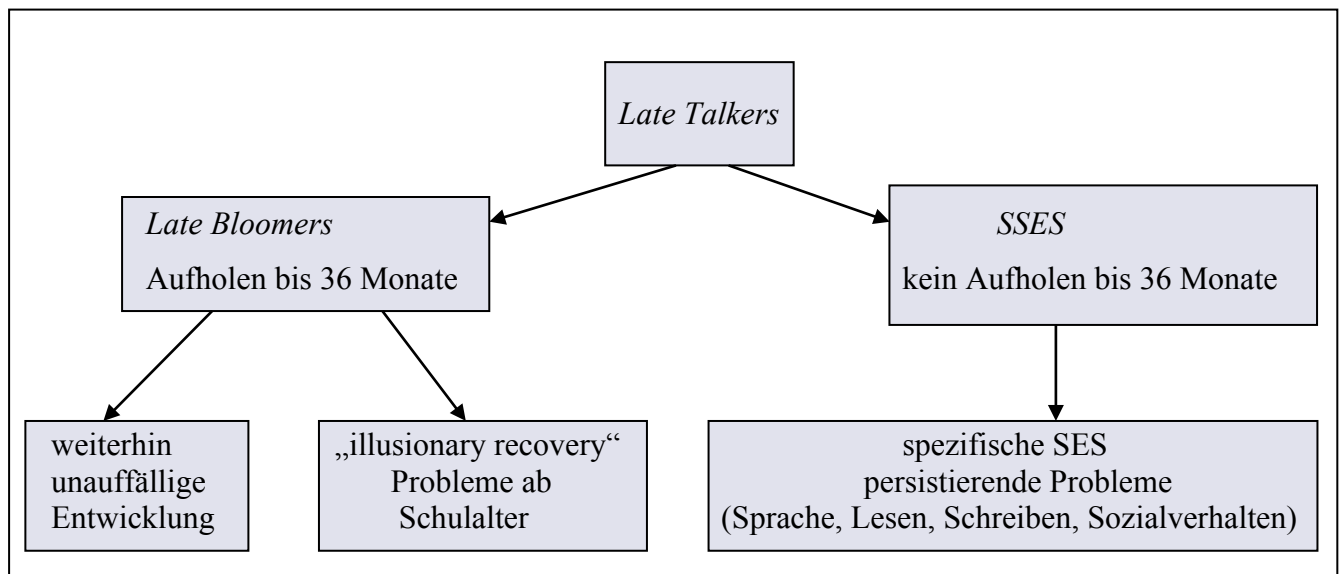 Late Talkers
Late Bloomers
Aufholen bis 36 Monate
SSES
kein Aufholen bis 36 Monate
weiterhin
unauffällige
Entwicklung
„illusionary recovery“
Probleme ab
Schulalter
spezifische SES
persistierende Probleme
(Sprache, Lesen, Schreiben, Sozialverhalten)